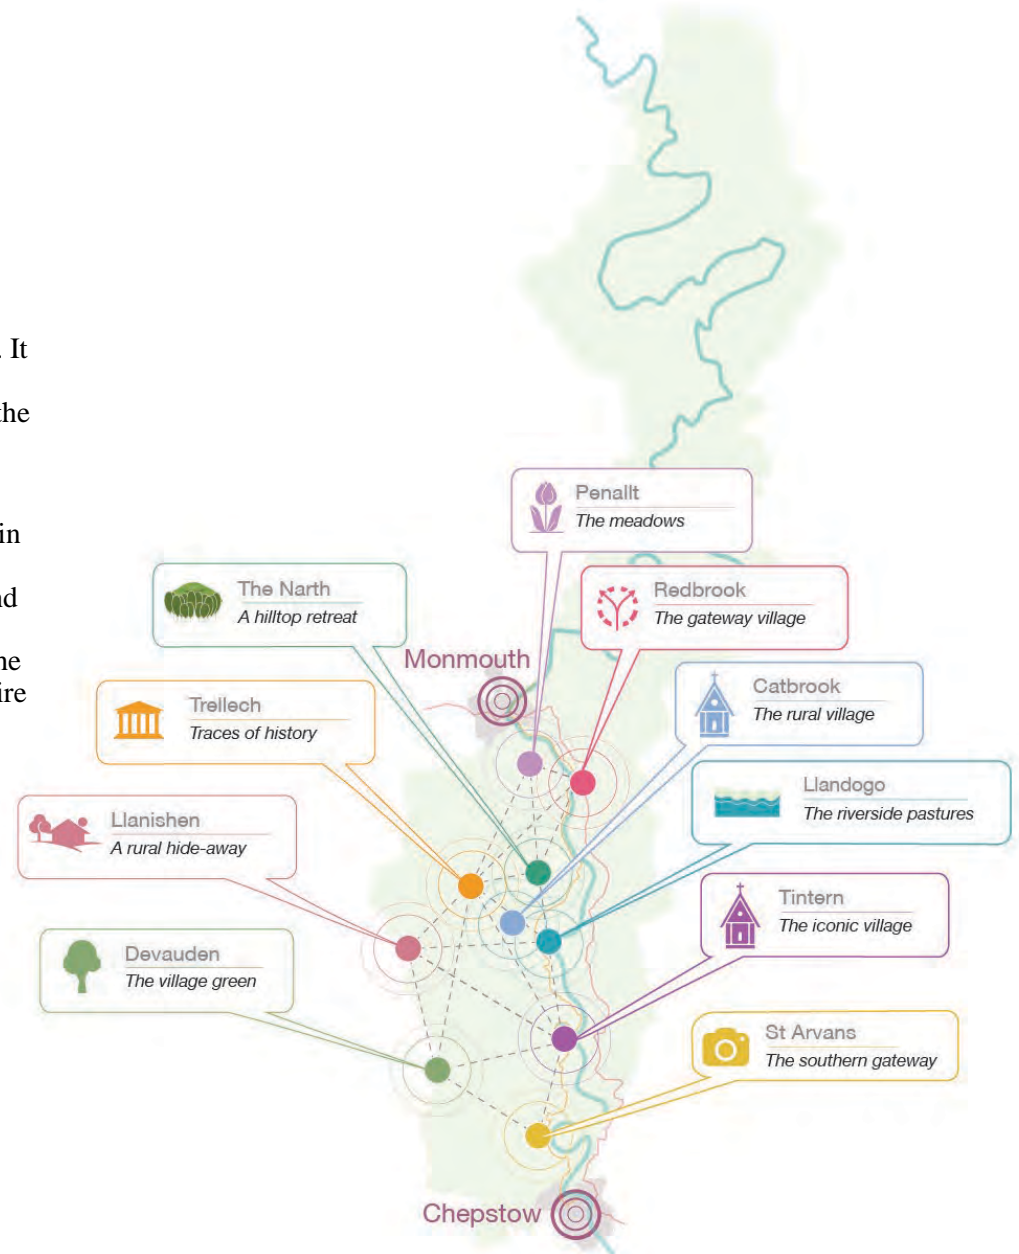 . It
the
in
nd
ne
ire
Penallt
The meadows
The Narth
A hilltop retreat
Redbrook
The gateway village
Monmouth
Trellech
Traces of history
Catbrook
The rural village
Llandogo
The riverside pastures
Llanishen
A rural hide-away
Tintern
The iconic village
Devauden
The village green
St Arvans
The southern gateway
Chepstow